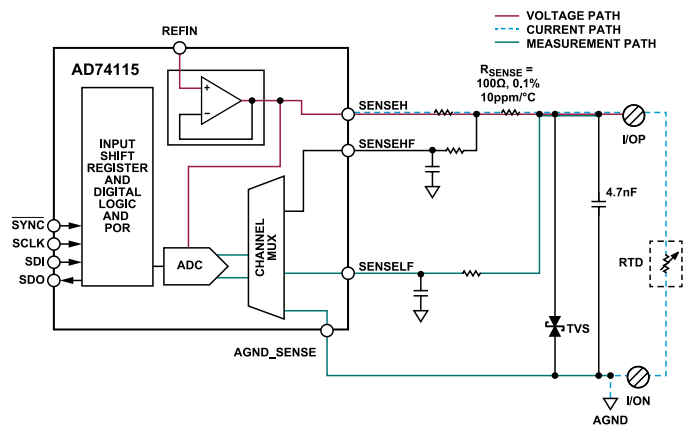 VOLTAGE PATH
CURRENT PATH
MEASUREMENT PATH
REFIN
AD74115
RSENSE =
100Ω, 0.1%
10ppm/°C
+
−
SENSEH
I/OP
INPUT
SHIFT
REGISTER
AND
DIGITAL
LOGIC
AND
POR
SENSEHF
4.7nF
SYNC
SCLK
SDI
SDO
ADC
CHANNEL
MUX
SENSELF
RTD
TVS
AGND_SENSE
I/ON
AGND